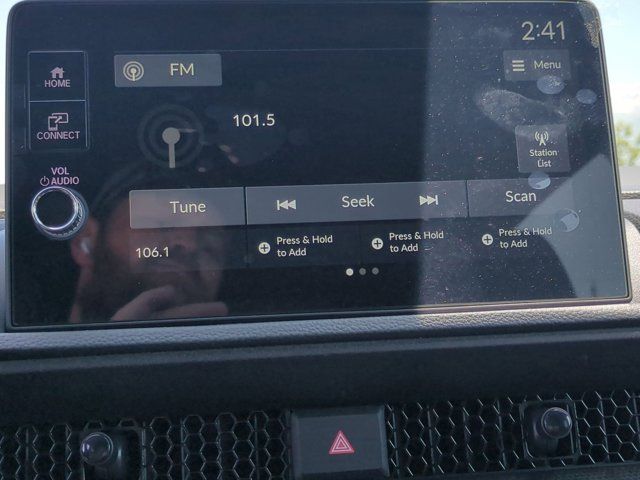 2:41
HOME
FM
Menu
CONNECT
101.5
Station
List
VOL
AUDIO
Tune
Seek
Scan
106.1
Press & Hold
to Add
Press & Hold
to Add
Press & Hold
to Add